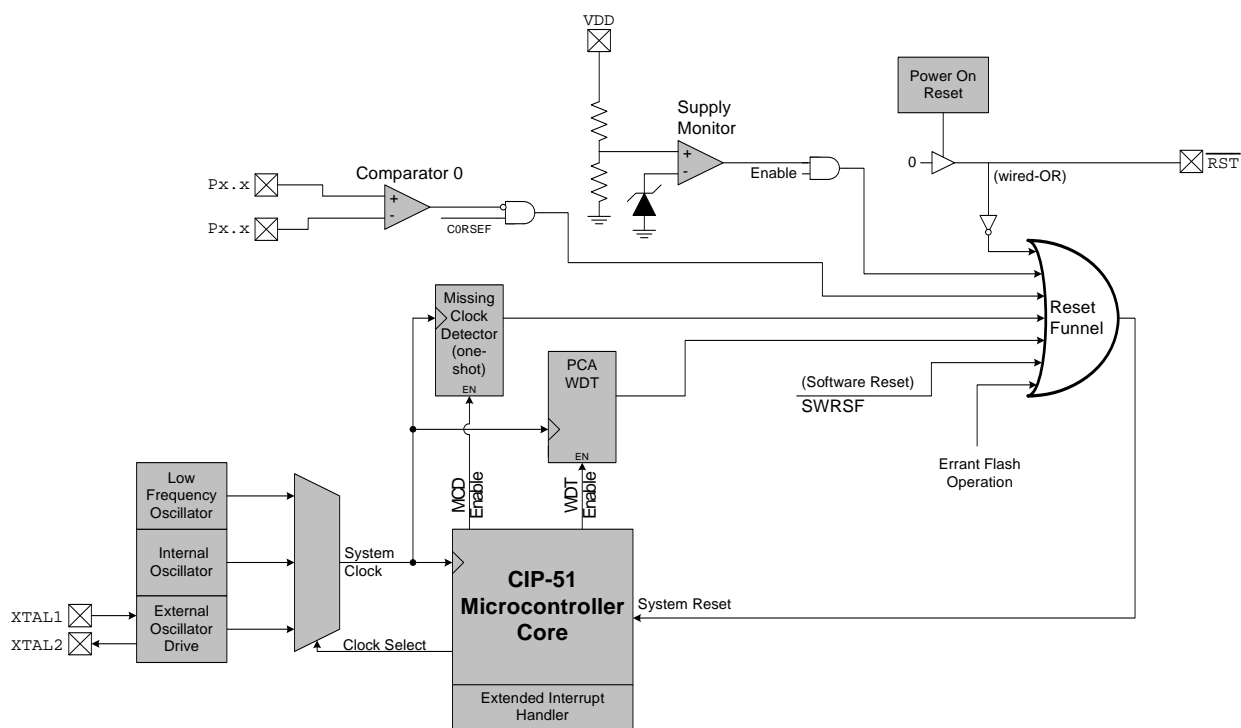 VDD
Power On
Reset
Supply
Monitor
+
-
Enable
0
(wired-OR)
RST
Px.x
Px.x
Comparator 0
+
-
C0RSEF
Missing
Clock
Detector
(one-
shot)
EN
PCA
WDT
EN
Reset
Funnel
(Software Reset)
SWRSF
Errant Flash
Operation
MCD
Enable
WDT
Enable
Low
Frequency
Oscillator
Internal
Oscillator
External
Oscillator
Drive
XTAL1
XTAL2
System
Clock
Clock Select
CIP-51
Microcontroller
Core
System Reset
Extended Interrupt
Handler